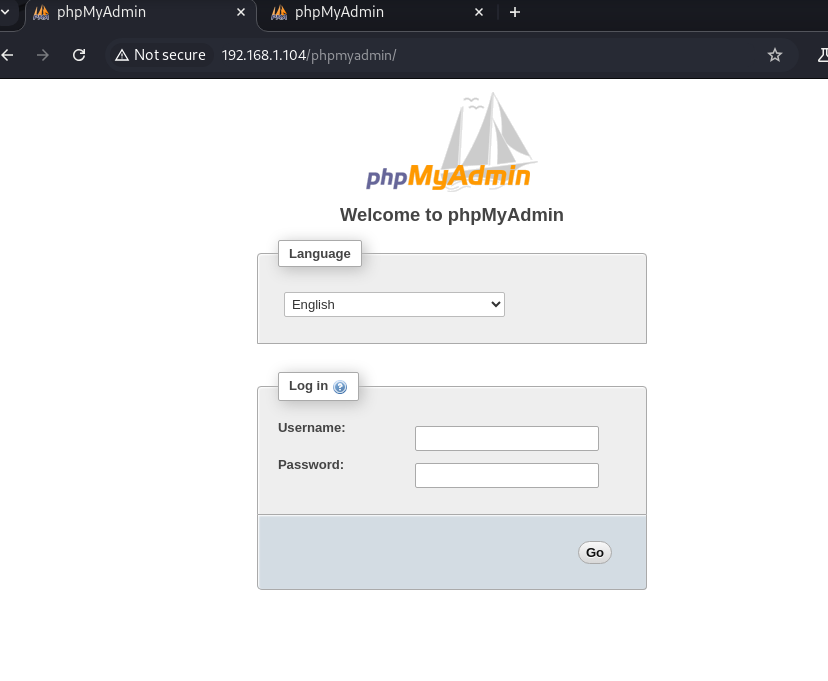 phpMyAdmin
phpMyAdmin
Not secure 192.168.1.104/phpmyadmin/
phpMyAdmin
Welcome to phpMyAdmin
Language
English
Log in
Username:
Password:
Go